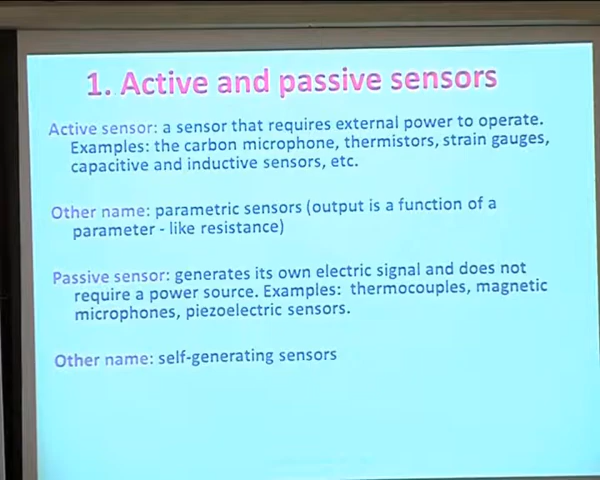 1. Active and passive sensors
Active sensor: a sensor that requires external power to operate.
Examples: the carbon microphone, thermistors, strain gauges,
capacitive and inductive sensors, etc.
Other name: parametric sensors (output is a function of a
parameter - like resistance)
Passive sensor: generates its own electric signal and does not
require a power source. Examples:  thermocouples, magnetic
microphones, piezoelectric sensors.
Other name: self-generating sensors